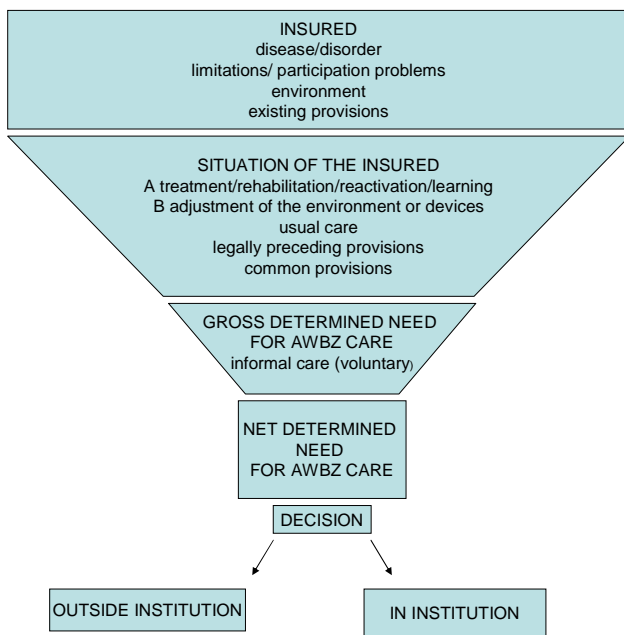 INSURED
disease/disorder
limitations/ participation problems
environment
existing provisions
SITUATION OF THE INSURED
A treatment/rehabilitation/reactivation/learning
B adjustment of the environment or devices
usual care
legally preceding provisions
common provisions
GROSS DETERMINED NEED
FOR AWBZ CARE
informal care (voluntary)
NET DETERMINED
NEED
FOR AWBZ CARE
DECISION
OUTSIDE INSTITUTION
IN INSTITUTION